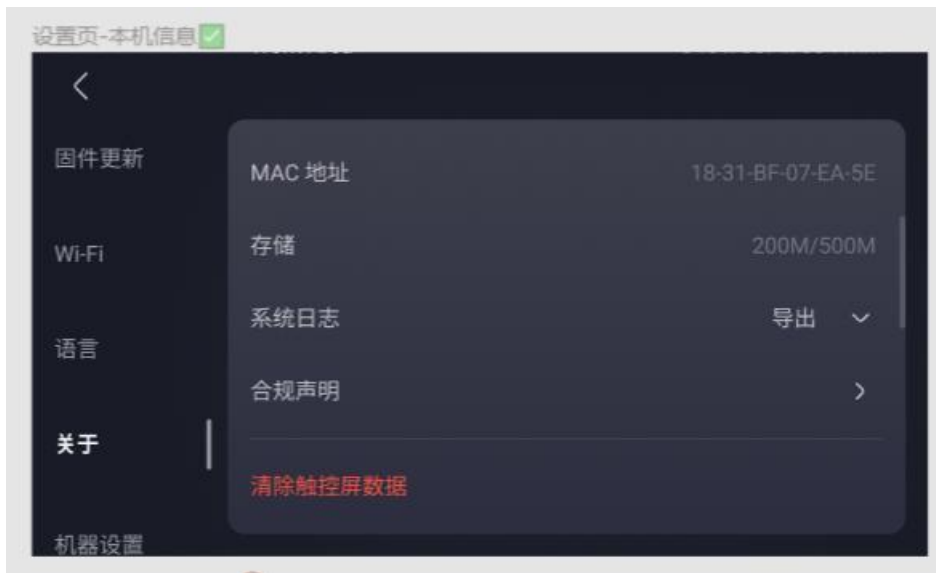 设置页-本机信息
固件更新
MAC 地址
18-31-BF-07-EA-5E
Wi-Fi
存储
200M/500M
系统日志
导出
语言
合规声明
关于
清除触控屏数据
机器设置